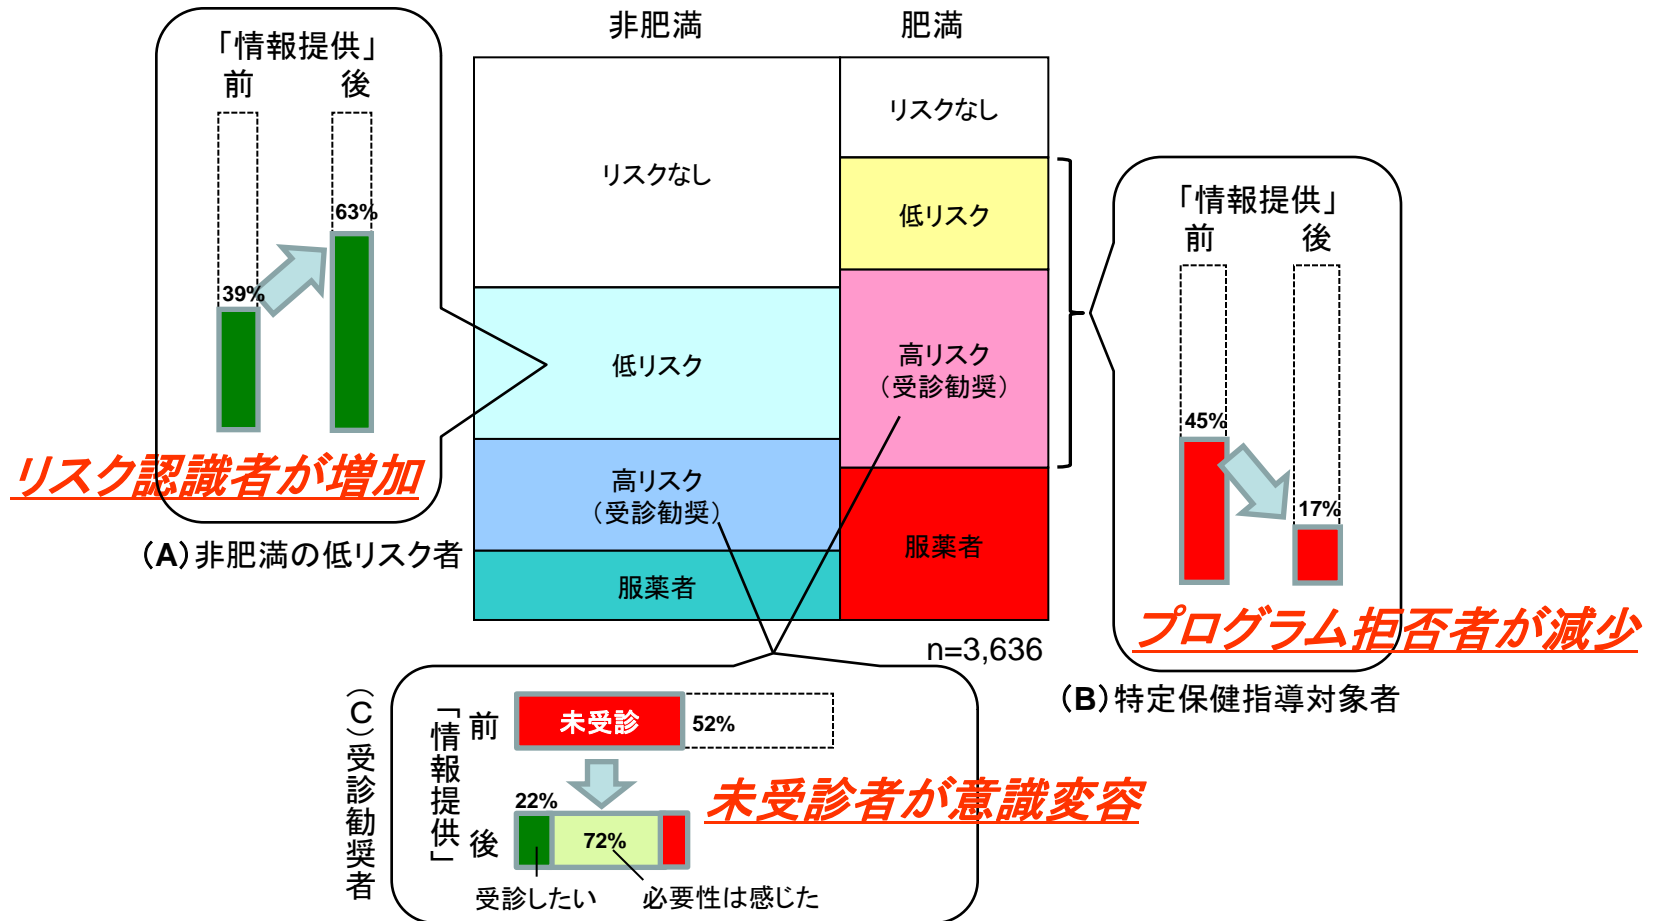 非肥満
肥満
「情報提供」
前
後
39%
63%
リスク認識者が増加
（A）非肥満の低リスク者
リスクなし
低リスク
高リスク
（受診勧奨）
服薬者
リスクなし
低リスク
高リスク
（受診勧奨）
服薬者
n=3,636
「情報提供」
前
後
45%
17%
プログラム拒否者が減少
（B）特定保健指導対象者
（C）受診勧奨者
「情報提供」
前
未受診
52%
未受診者が意識変容
22%
後
72%
受診したい
必要性は感じた